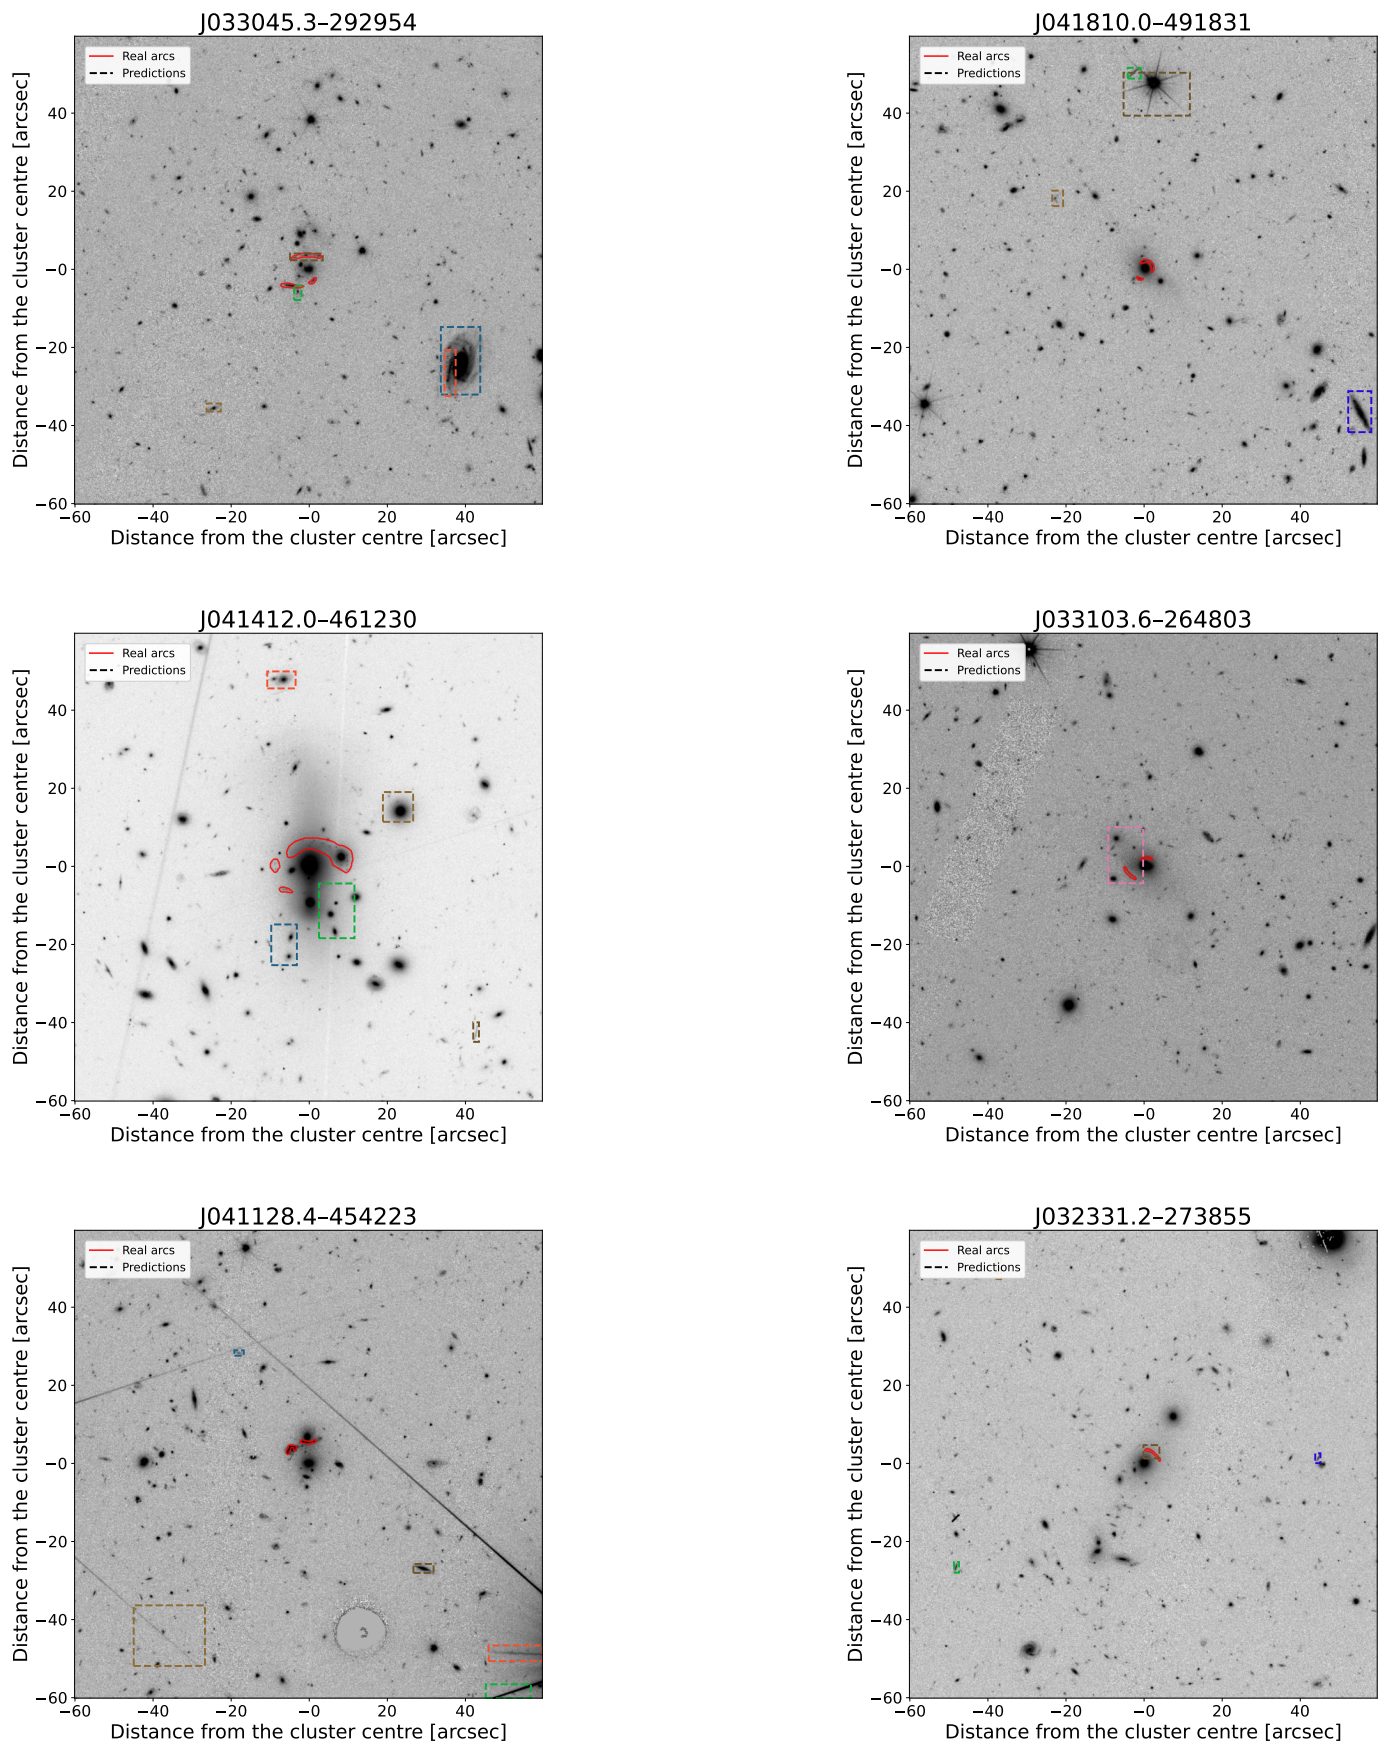 J033045.3–292954
Real arcs
Predictions
Distance from the cluster centre [arcsec]
40
20
−0
−20
−40
−60
−60 −40 −20 −0 20 40
Distance from the cluster centre [arcsec]
J041810.0–491831
Real arcs
Predictions
Distance from the cluster centre [arcsec]
40
20
−0
−20
−40
−60
−60 −40 −20 −0 20 40
Distance from the cluster centre [arcsec]
J041412.0–461230
Real arcs
Predictions
Distance from the cluster centre [arcsec]
40
20
−0
−20
−40
−60
−60 −40 −20 −0 20 40
Distance from the cluster centre [arcsec]
J033103.6–264803
Real arcs
Predictions
Distance from the cluster centre [arcsec]
40
20
−0
−20
−40
−60
−60 −40 −20 −0 20 40
Distance from the cluster centre [arcsec]
J041128.4–454223
Real arcs
Predictions
Distance from the cluster centre [arcsec]
40
20
−0
−20
−40
−60
−60 −40 −20 −0 20 40
Distance from the cluster centre [arcsec]
J032331.2–273855
Real arcs
Predictions
Distance from the cluster centre [arcsec]
40
20
−0
−20
−40
−60
−60 −40 −20 −0 20 40
Distance from the cluster centre [arcsec]